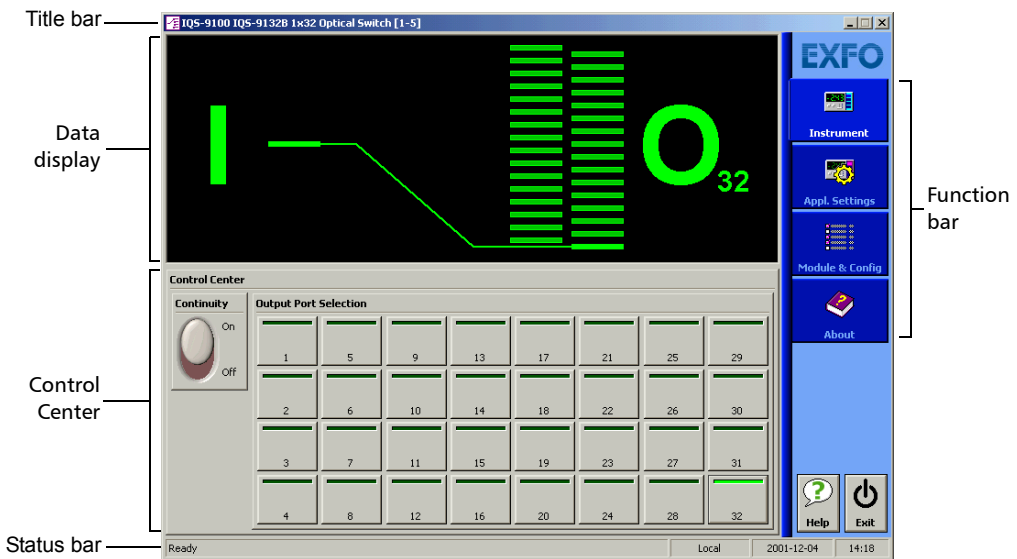 Title bar
IQS-9100 IQS-9132B 1x32 Optical Switch [1-5]
Data
display
I
O
32
EXFO
Instrument
Appl. Settings
Module & Config
About
Function
bar
Control
Center
Control Center
Continuity
On
Off
Output Port Selection
1 5 9 13 17 21 25 29
2 6 10 14 18 22 26 30
3 7 11 15 19 23 27 31
4 8 12 16 20 24 28 32
Help
Exit
Status bar
Ready
Local
2001-12-04
14:18